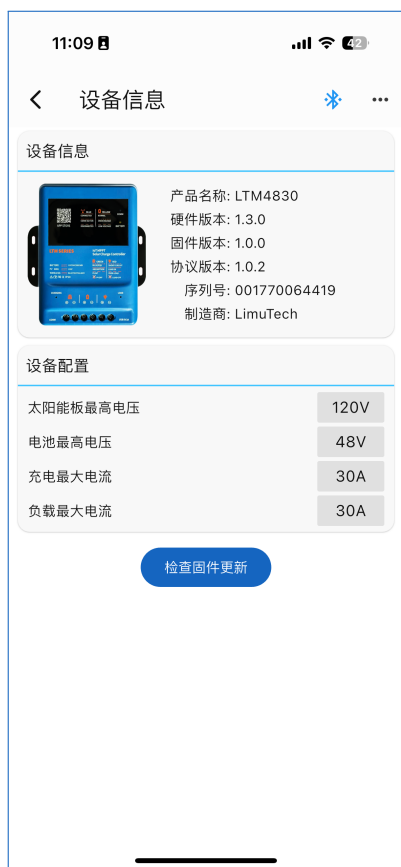 11:09
42
设备信息
设备信息
产品名称: LTM4830
硬件版本: 1.3.0
固件版本: 1.0.0
协议版本: 1.0.2
序列号: 001770064419
制造商: LimuTech
设备配置
太阳能板最高电压 120V
电池最高电压 48V
充电最大电流 30A
负载最大电流 30A
检查固件更新